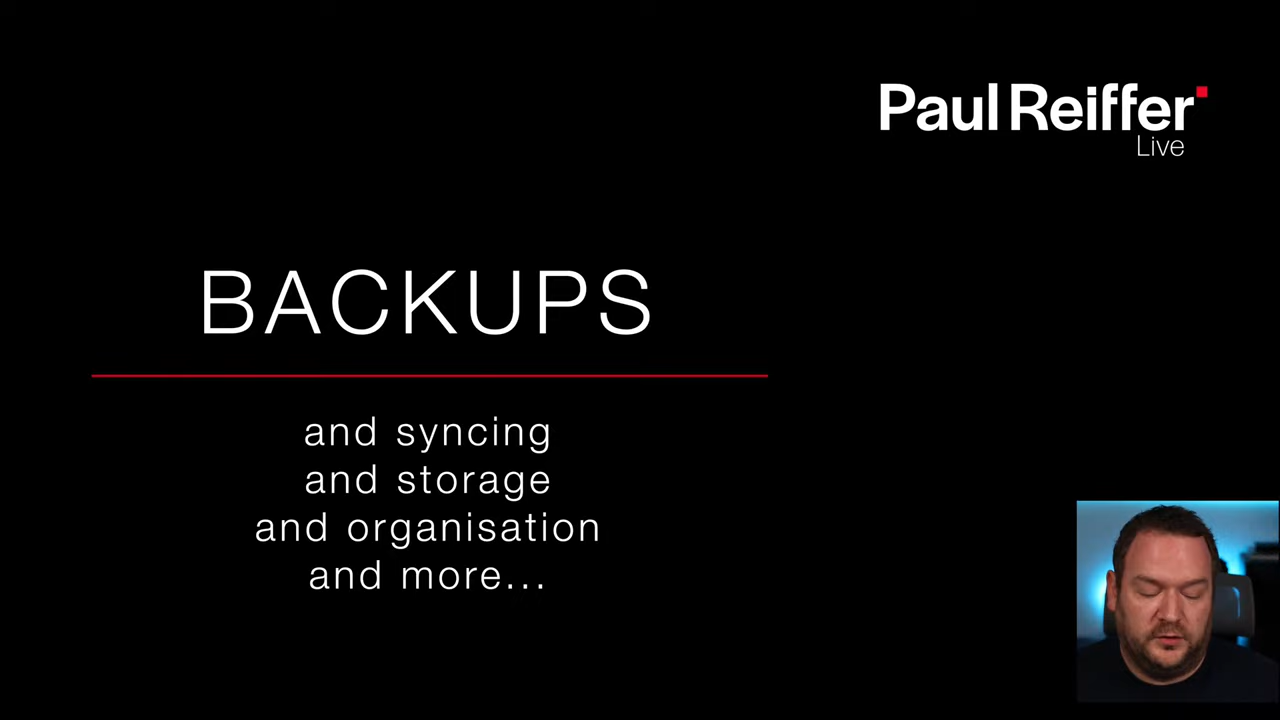 Paul Reiffer
Live
BACKUPS
and syncing
and storage
and organisation
and more...